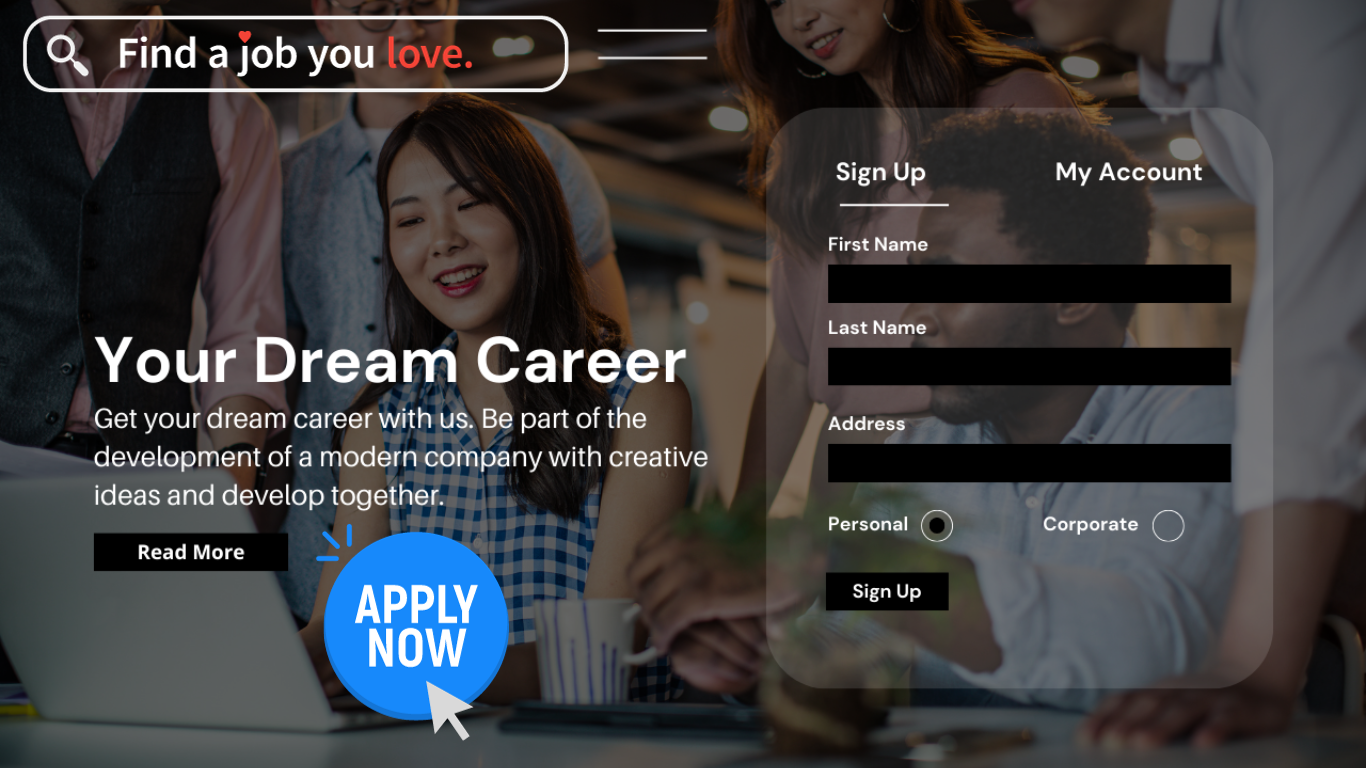 Find a job you love.
Sign Up
My Account
First Name
Last Name
Address
Personal
Corporate
Sign Up
Your Dream Career
Get your dream career with us. Be part of the
development of a modern company with creative
ideas and develop together.
Read More
APPLY
NOW